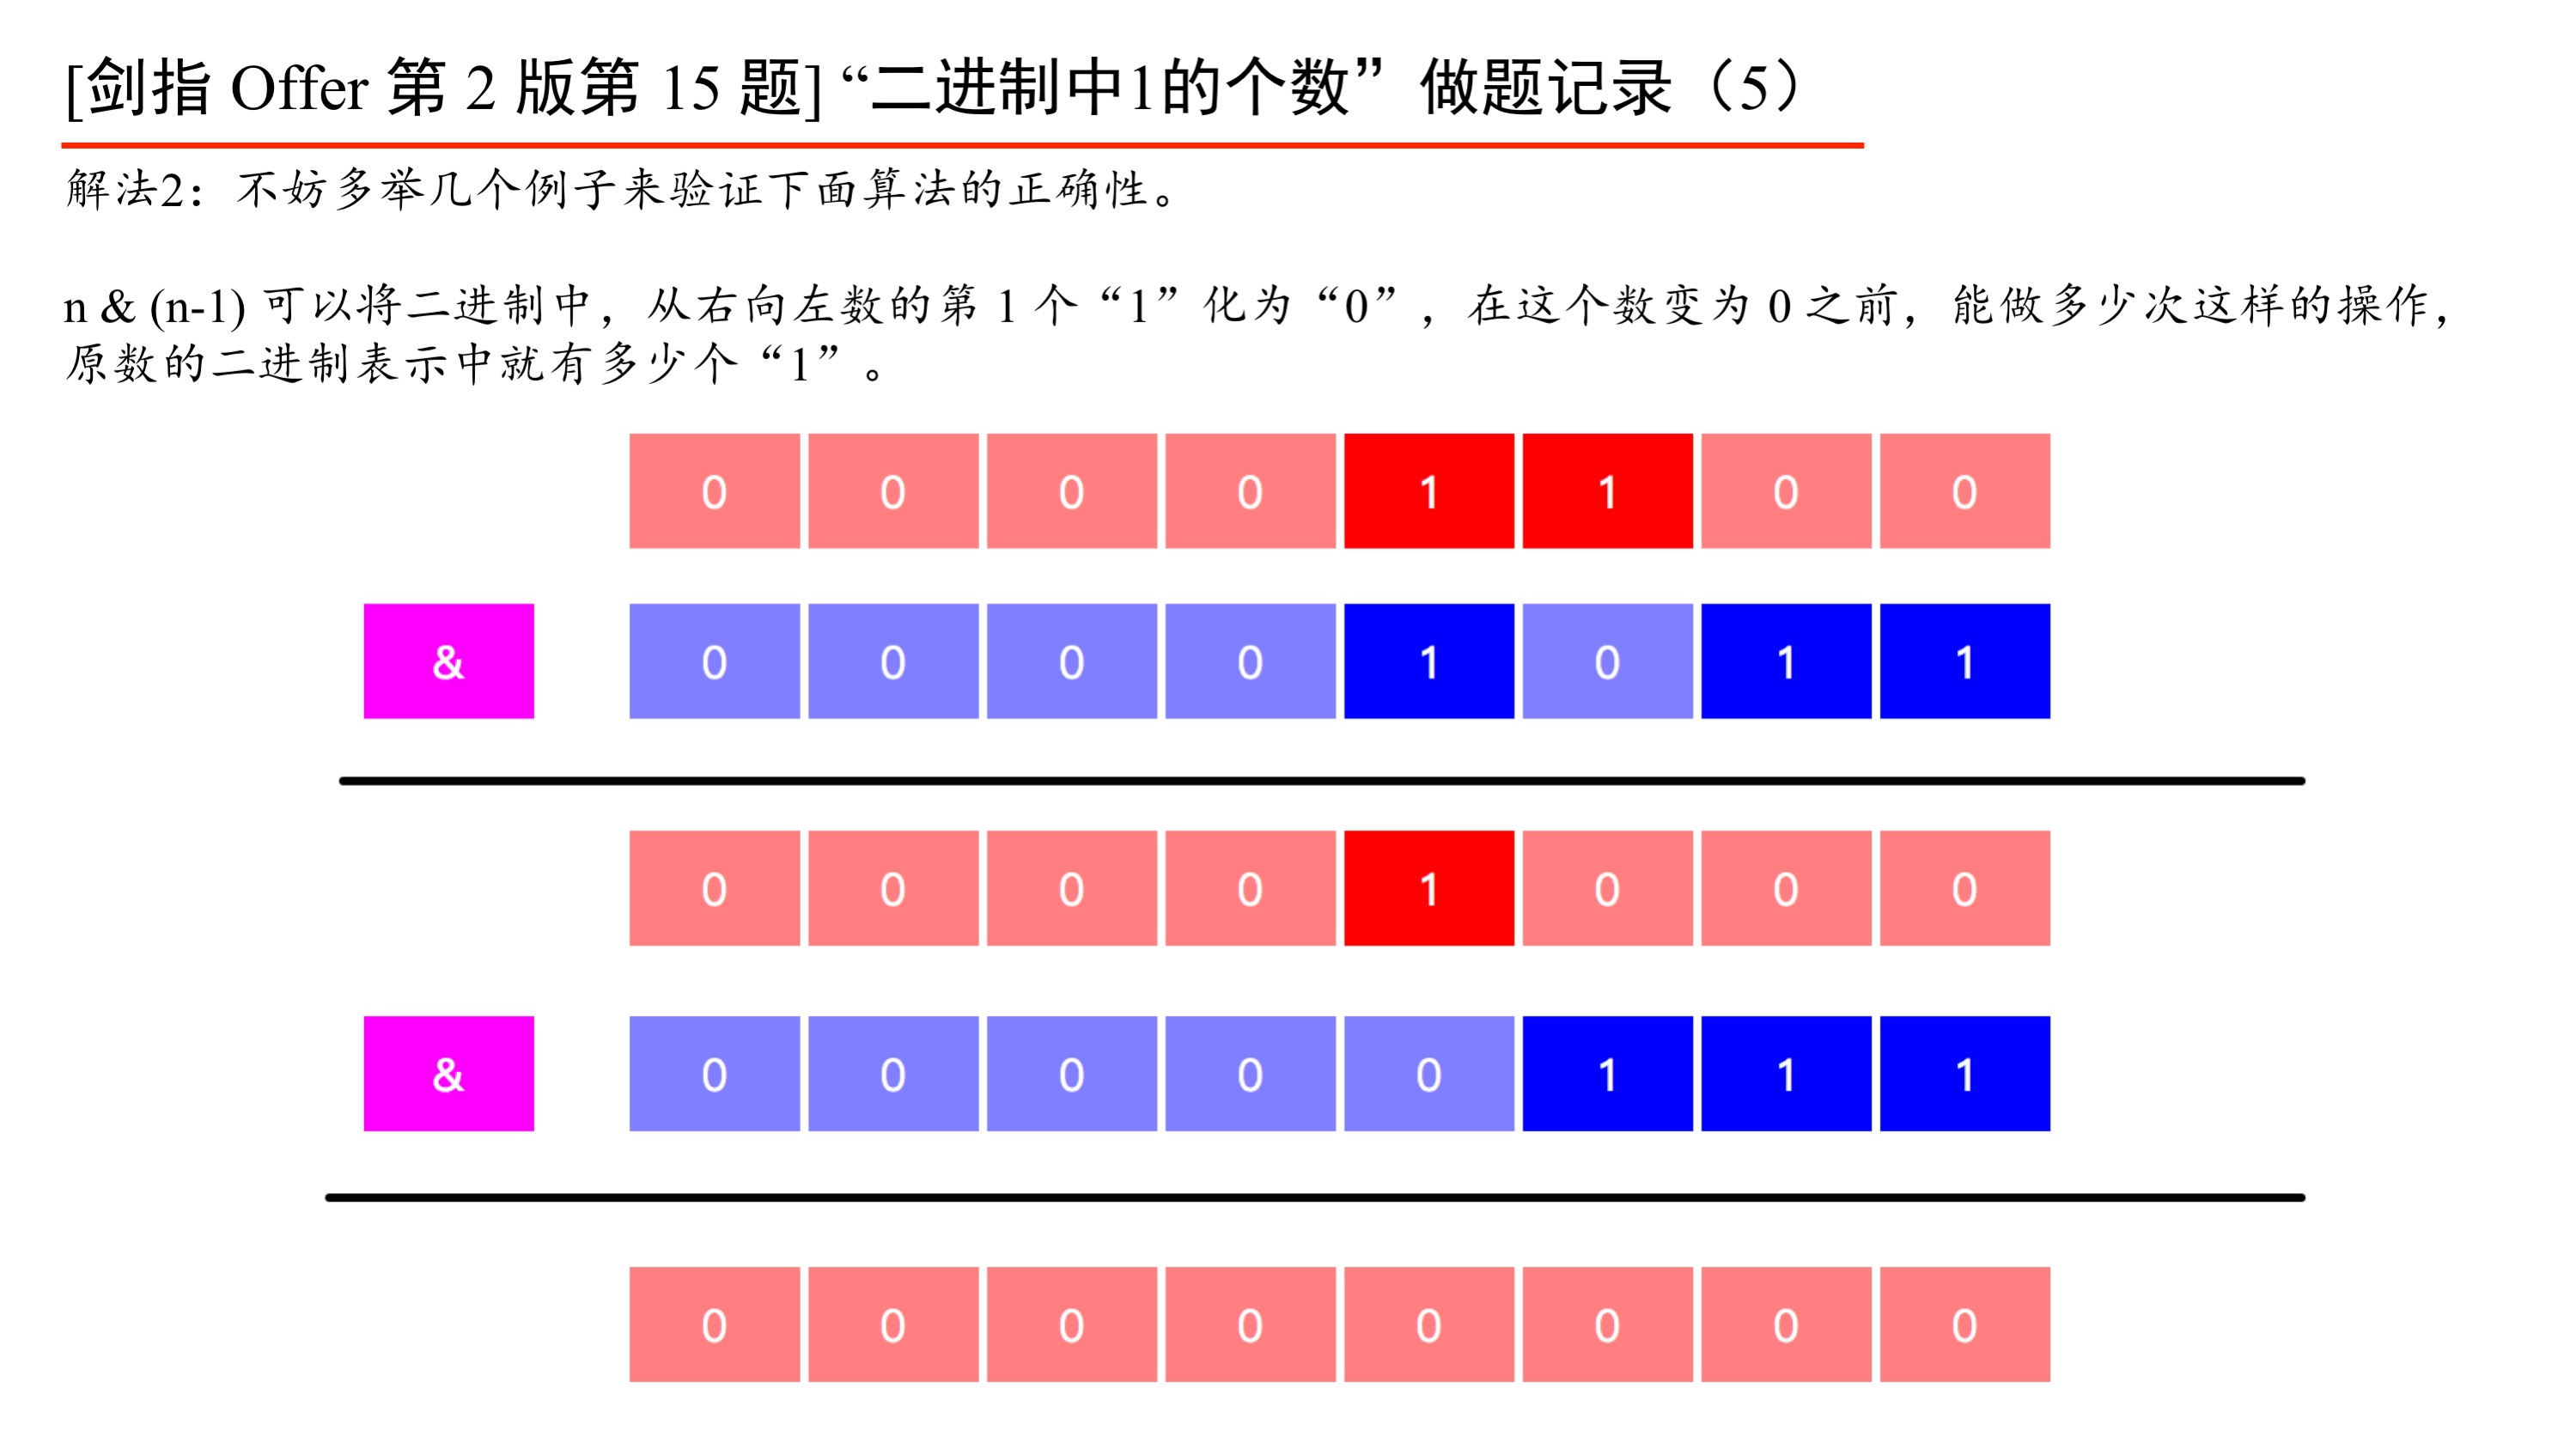 [剑指 Offer 第 2 版第 15 题] “二进制中1的个数”做题记录（5）
解法2：不妨多举几个例子来验证下面算法的正确性。
n & (n-1) 可以将二进制中，从右向左数的第 1 个“1”化为“0”，在这个数变为 0 之前，能做多少次这样的操作，
原数的二进制表示中就有多少个“1”。
0 0 0 0 1 1 0 0
& 0 0 0 0 1 0 1 1
0 0 0 0 1 0 0 0
& 0 0 0 0 0 1 1 1
0 0 0 0 0 0 0 0